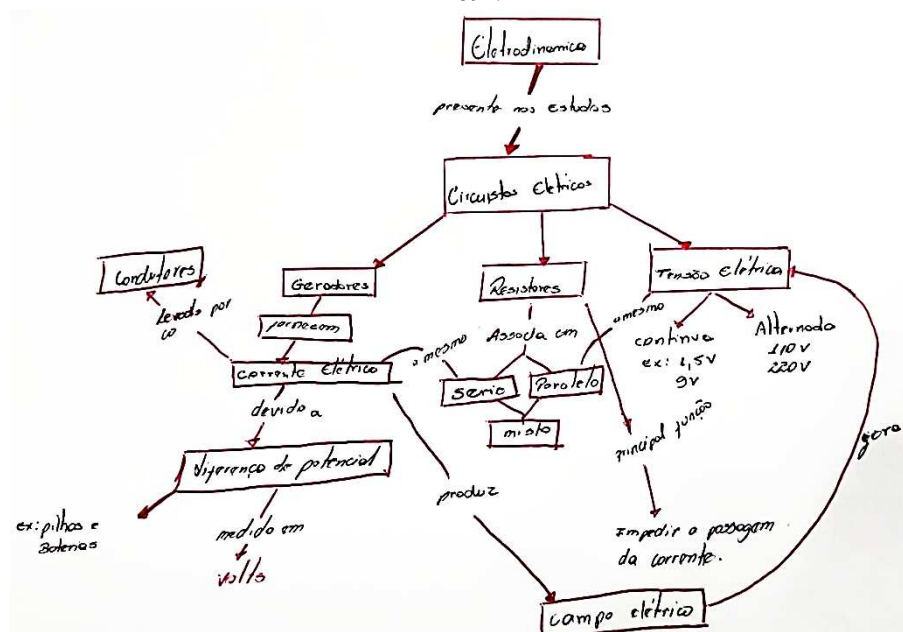 Eletrodinamica
presente nos estudos
Circuitos Eletricos
Condutores
Geradores
Resistores
Tensão elétrica
Levado por
co
fornecem
Associa em
o mesmo
continua
ex: 1,5V
9V
Alternada
110V
220V
corrente Elétrica
o mesmo
serie
Paralelo
misto
devido a
diferença de potencial
principal função
gera
ex: pilhas e
Baterias
medido em
volts
produz
Impedir a passagem
da corrente.
campo elétrico